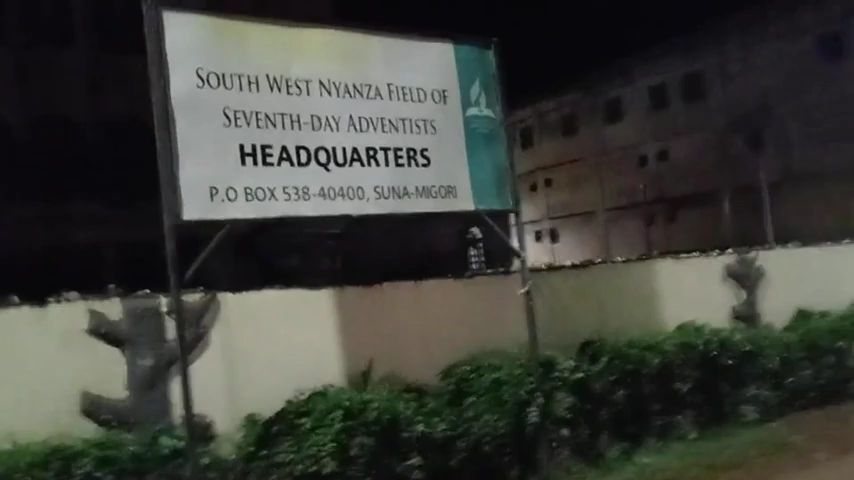 SOUTH WEST NYANZA FIELD OF
SEVENTH-DAY ADVENTISTS
HEADQUARTERS
P.O BOX 538-40400, SUNA-MIGORI